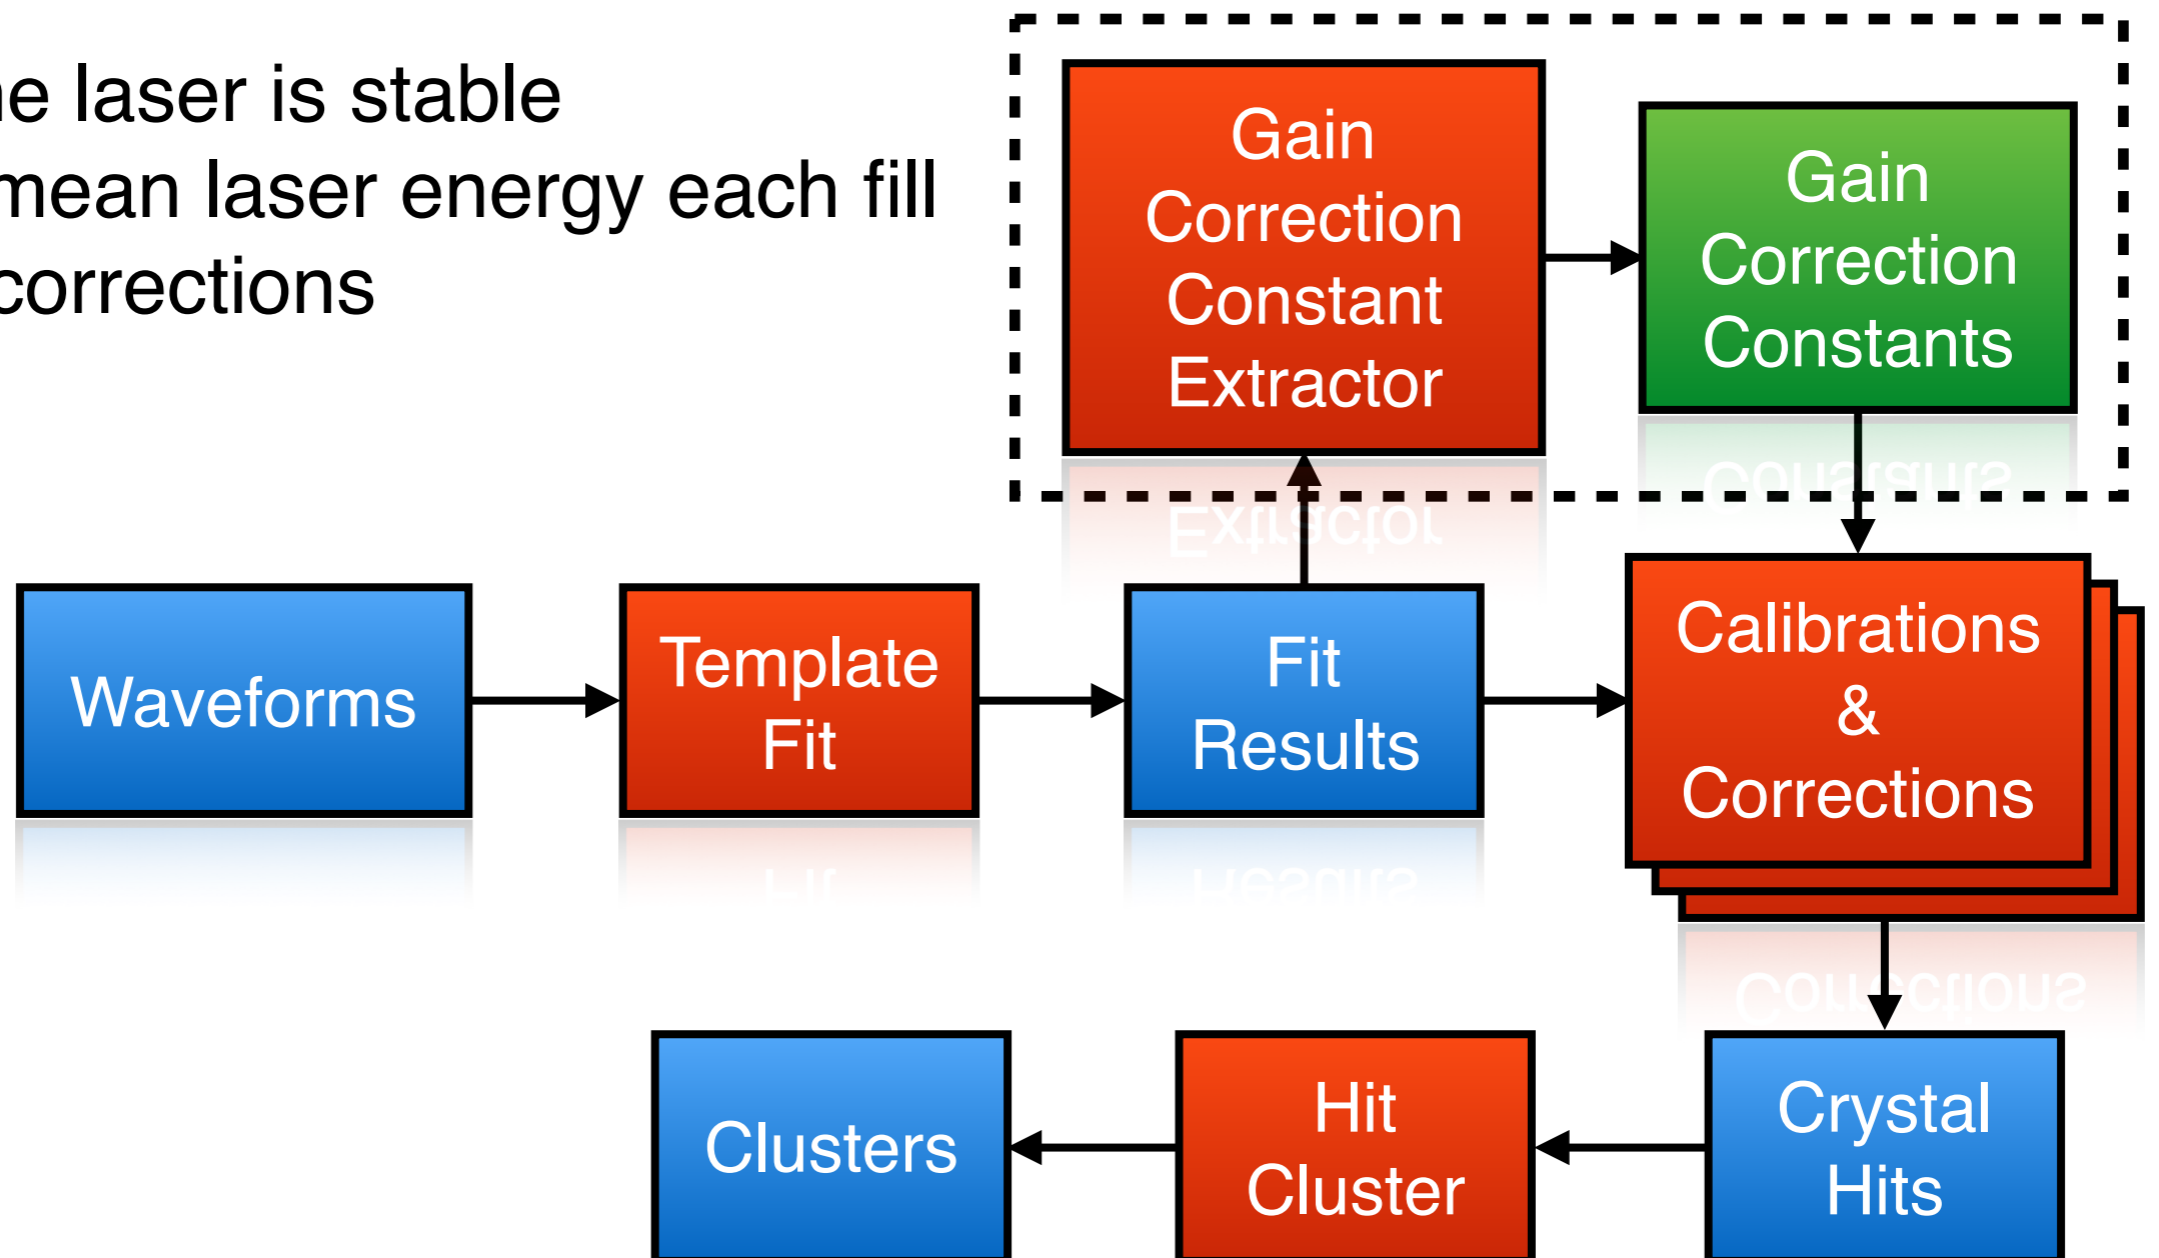 ne laser is stable
mean laser energy each fill
corrections
Gain
Correction
Constant
Extractor
Gain
Correction
Constants
Waveforms
Template
Fit
Fit
Results
Calibrations
&
Corrections
Clusters
Hit
Cluster
Crystal
Hits